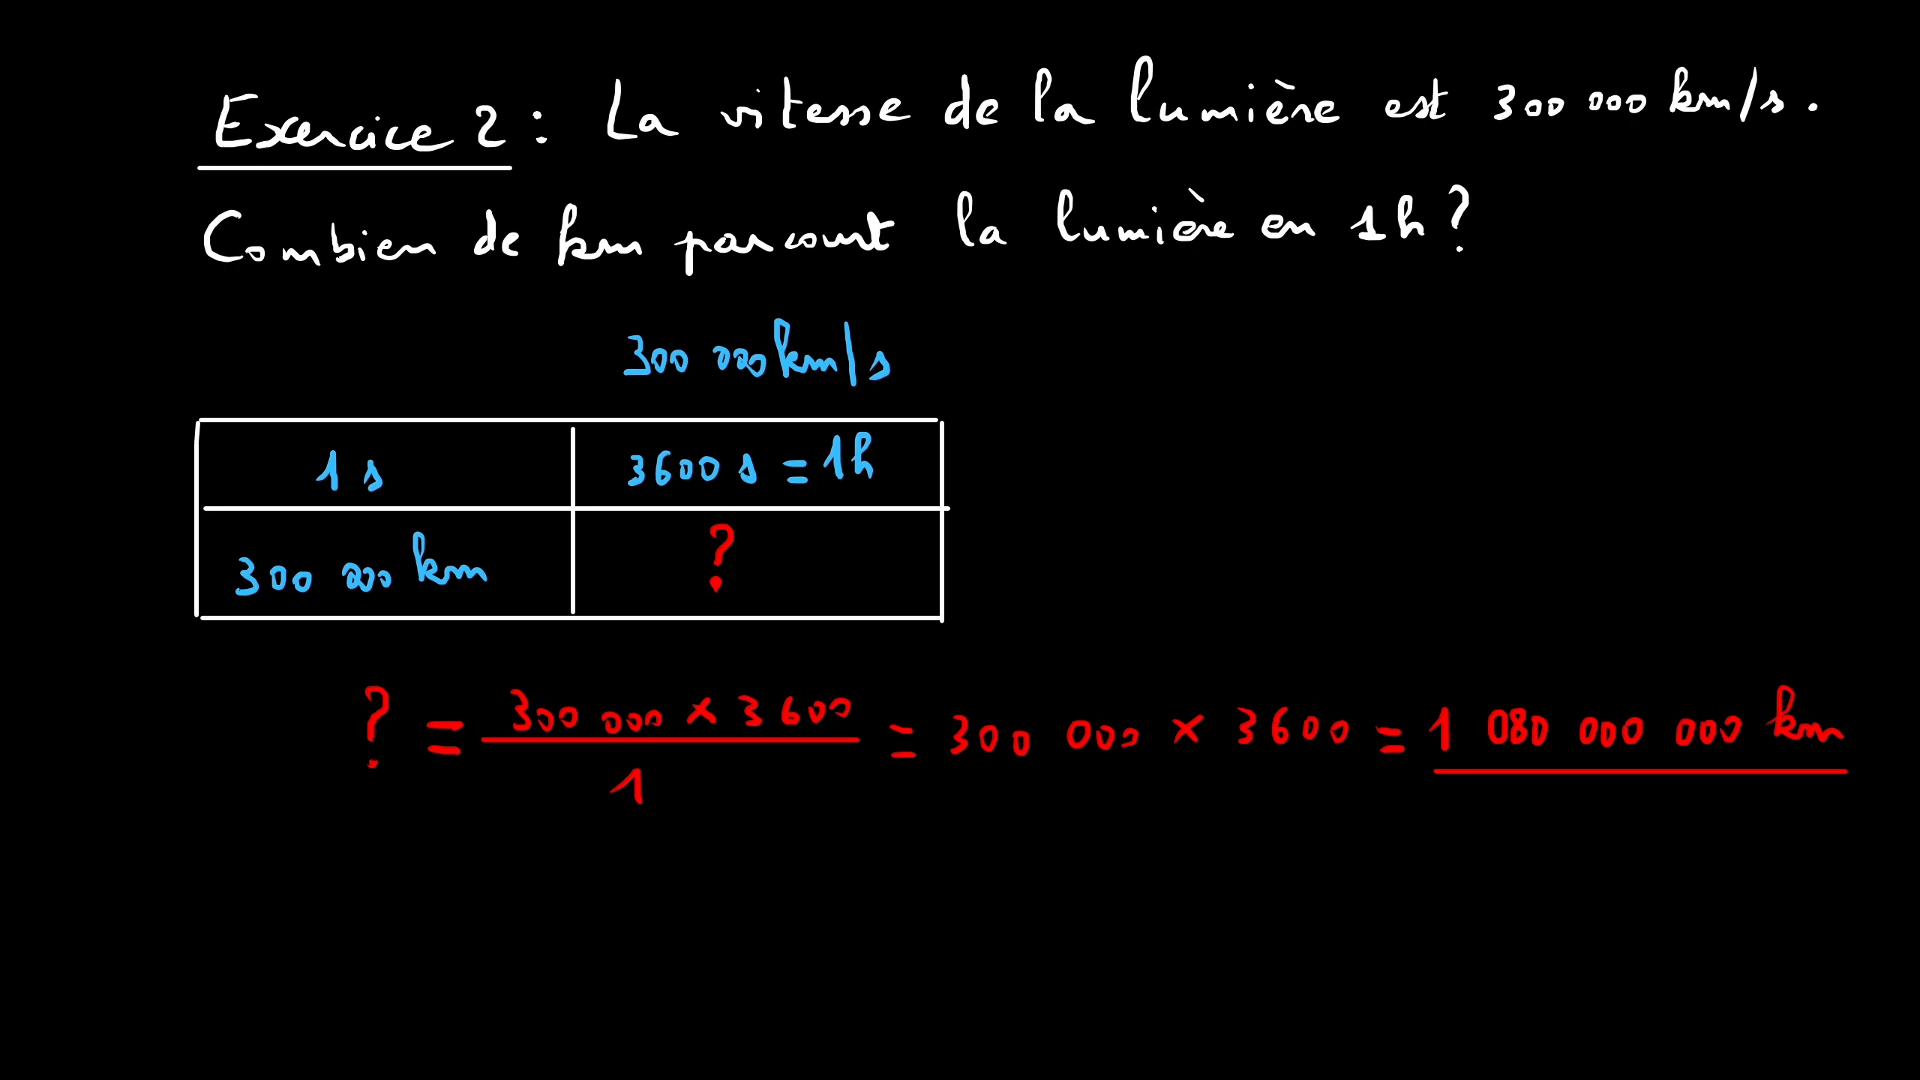 Exercice 2 : La vitesse de la lumière est 300 000 km/s.
Combien de km parcourt la lumière en 1h ?
300 000 km/s
1 s 3600 s = 1h
300 000 km ?
? = 300 000 × 3600 / 1 = 300 000 × 3600 = 1 080 000 000 km